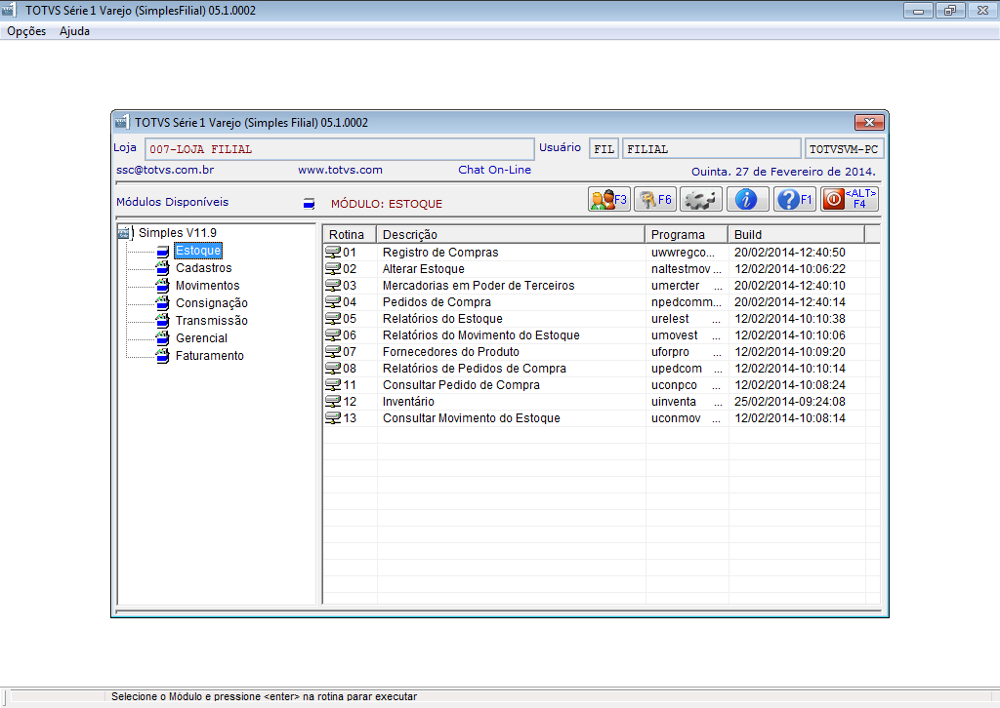 TOTVS Série 1 Varejo (SimplesFilial) 05.1.0002
Opções Ajuda
TOTVS Série 1 Varejo (Simples Filial) 05.1.0002
Loja 007-LOJA FILIAL Usuário FIL FILIAL TOTVSVM-PC
ssc@totvs.com.br www.totvs.com Chat On-Line Quinta. 27 de Fevereiro de 2014.
Módulos Disponíveis MÓDULO: ESTOQUE F3 F6 F1 <ALT> F4
Simples V11.9
Estoque
Cadastros
Movimentos
Consignação
Transmissão
Gerencial
Faturamento
Rotina Descrição Programa Build
01 Registro de Compras uwwregco... 20/02/2014-12:40:50
02 Alterar Estoque naltestmov ... 12/02/2014-10:06:22
03 Mercadorias em Poder de Terceiros umercter ... 20/02/2014-12:40:10
04 Pedidos de Compra npedcomm... 20/02/2014-12:40:14
05 Relatórios do Estoque urelest ... 12/02/2014-10:10:38
06 Relatórios do Movimento do Estoque umovest ... 12/02/2014-10:10:06
07 Fornecedores do Produto uforpro ... 12/02/2014-10:09:20
08 Relatórios de Pedidos de Compra upedcom ... 12/02/2014-10:10:14
11 Consultar Pedido de Compra uconpco ... 12/02/2014-10:08:24
12 Inventário uinventa ... 25/02/2014-09:24:08
13 Consultar Movimento do Estoque uconmov ... 12/02/2014-10:08:14
Selecione o Módulo e pressione <enter> na rotina parar executar